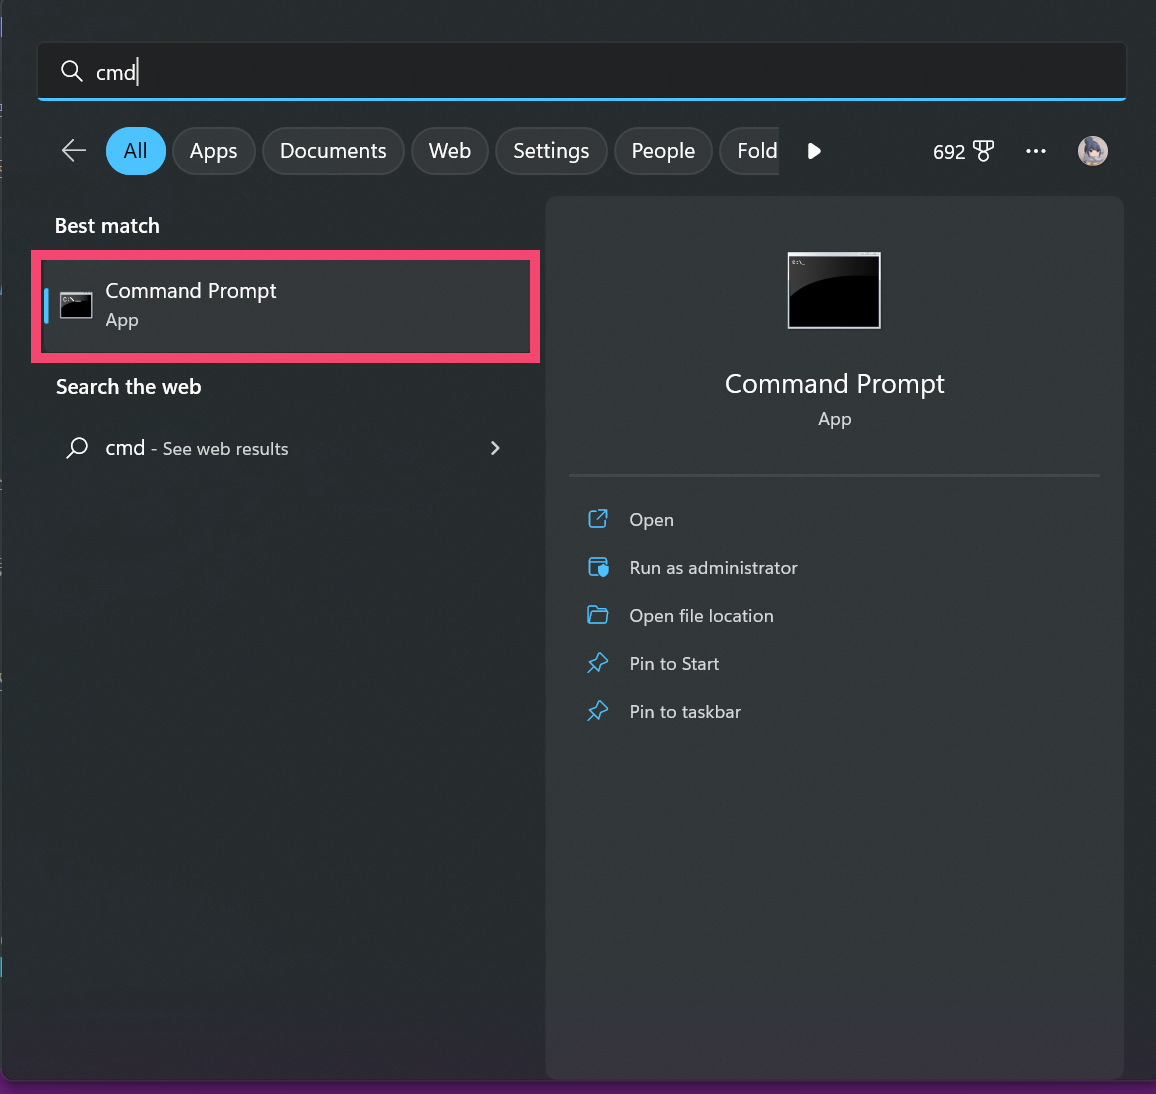 cmd
All
Apps
Documents
Web
Settings
People
Fold
692
Best match
Command Prompt
App
Search the web
cmd - See web results
Command Prompt
App
Open
Run as administrator
Open file location
Pin to Start
Pin to taskbar